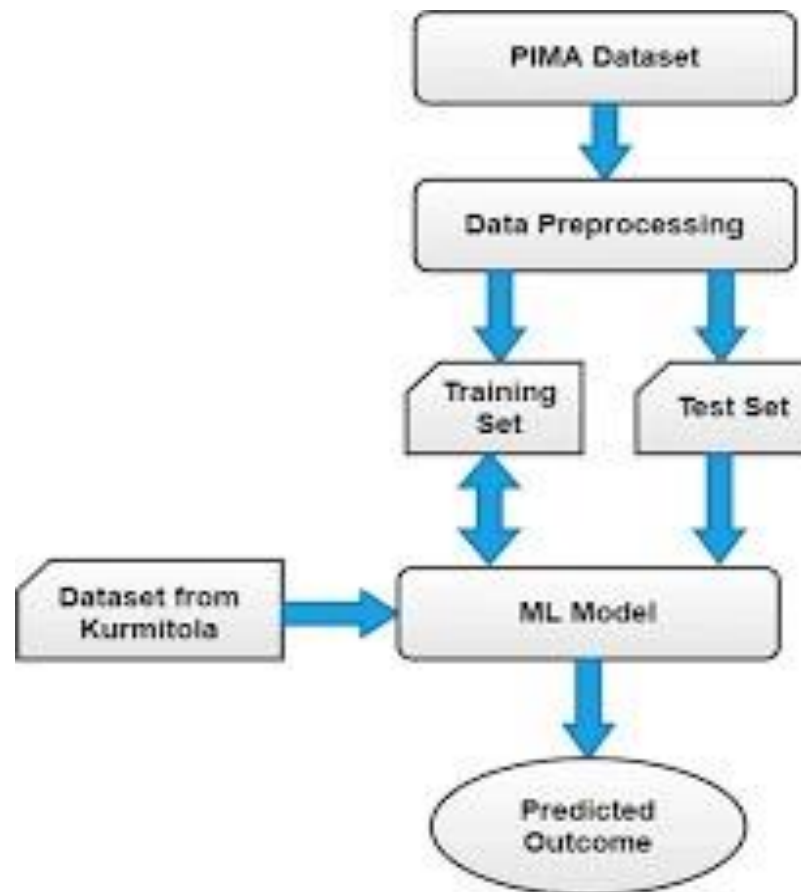 PIMA Dataset
Data Preprocessing
Training
Set
Test Set
Dataset from
Kurmitola
ML Model
Predicted
Outcome